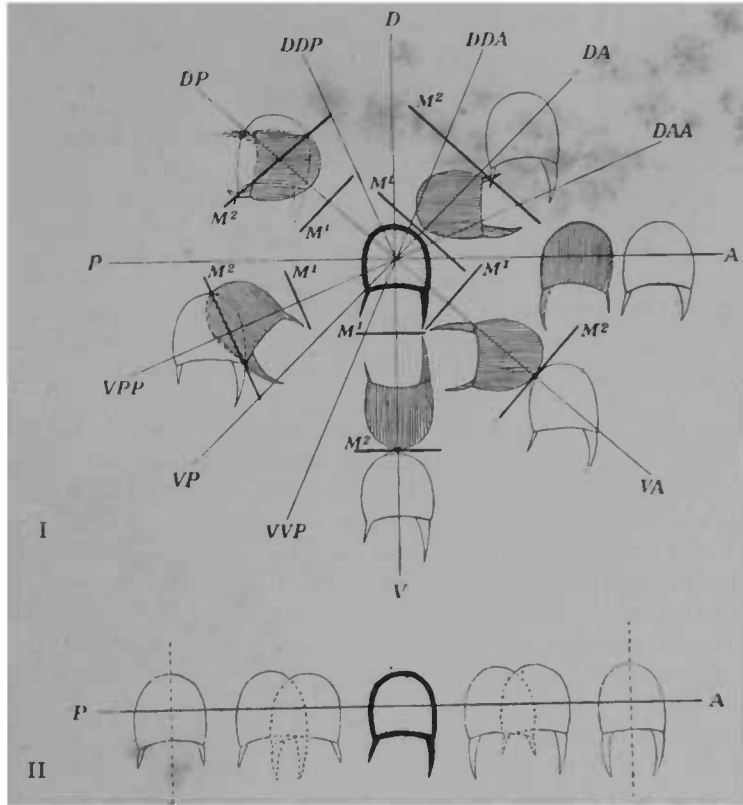 D
DDP
DDA
DP
DA
M²
DAA
M²
M¹
M¹
P
A
M²
M¹
M¹
M¹
M²
VPP
M²
VP
VA
VVP
I
V
P
A
II